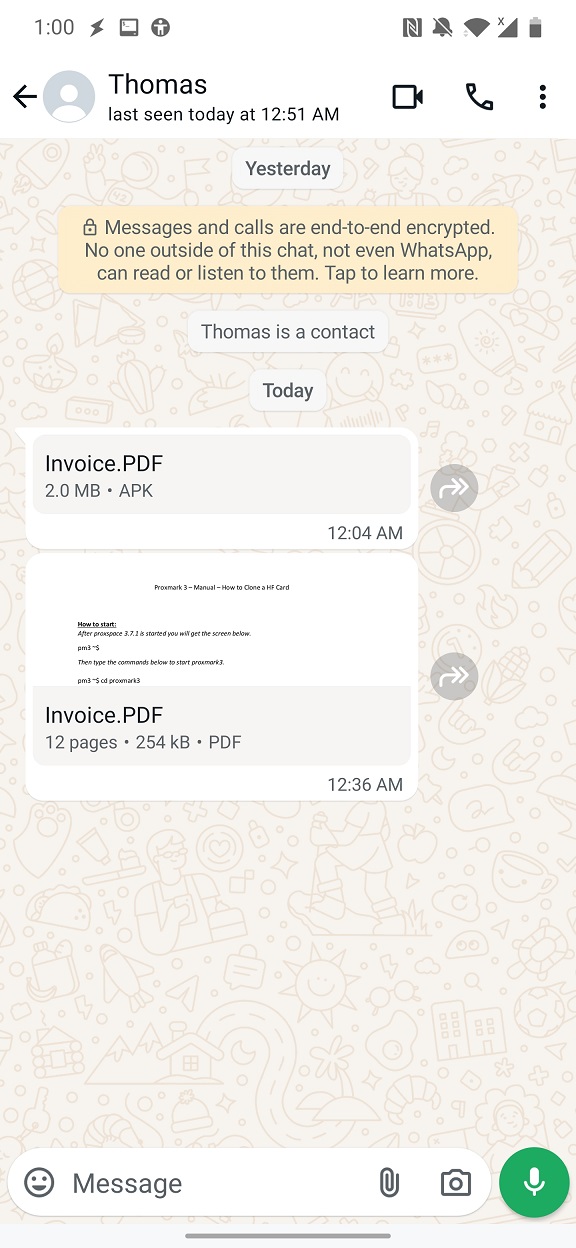 1:00
Thomas
last seen today at 12:51 AM
Yesterday
Messages and calls are end-to-end encrypted.
No one outside of this chat, not even WhatsApp,
can read or listen to them. Tap to learn more.
Thomas is a contact
Today
Invoice.PDF
2.0 MB • APK
12:04 AM
Proxmark 3 – Manual – How to Clone a HF Card
How to start:
After proxspace 3.7.1 is started you will get the screen below.
pm3 ~$
Then type the commands below to start proxmark3.
pm3 ~$ cd proxmark3
Invoice.PDF
12 pages • 254 kB • PDF
12:36 AM
Message